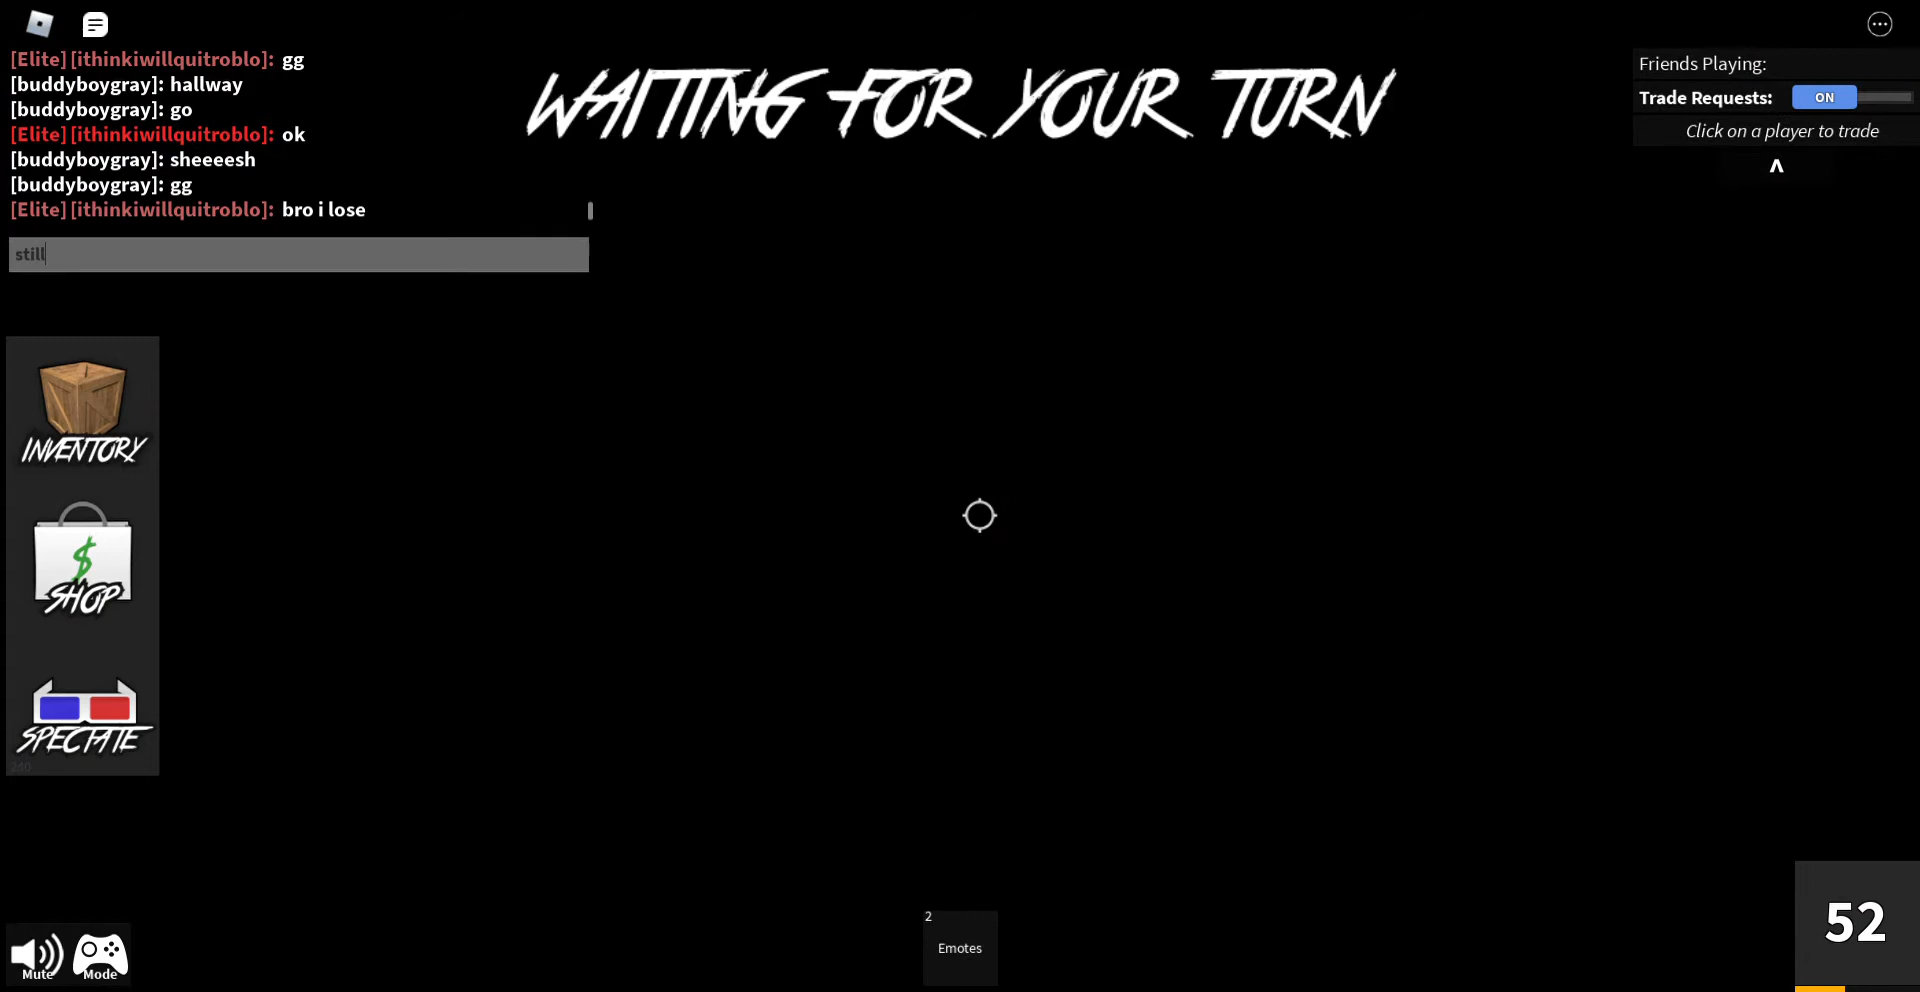 [Elite] [ithinkiwillquitroblo]: gg
[buddyboygray]: hallway
[buddyboygray]: go
[Elite] [ithinkiwillquitroblo]: ok
[buddyboygray]: sheeeesh
[buddyboygray]: gg
[Elite] [ithinkiwillquitroblo]: bro i lose
still
WAITING FOR YOUR TURN
Friends Playing:
Trade Requests: ON
Click on a player to trade
INVENTORY
$
SHOP
SPECTATE
240
Mute
Mode
2
Emotes
52